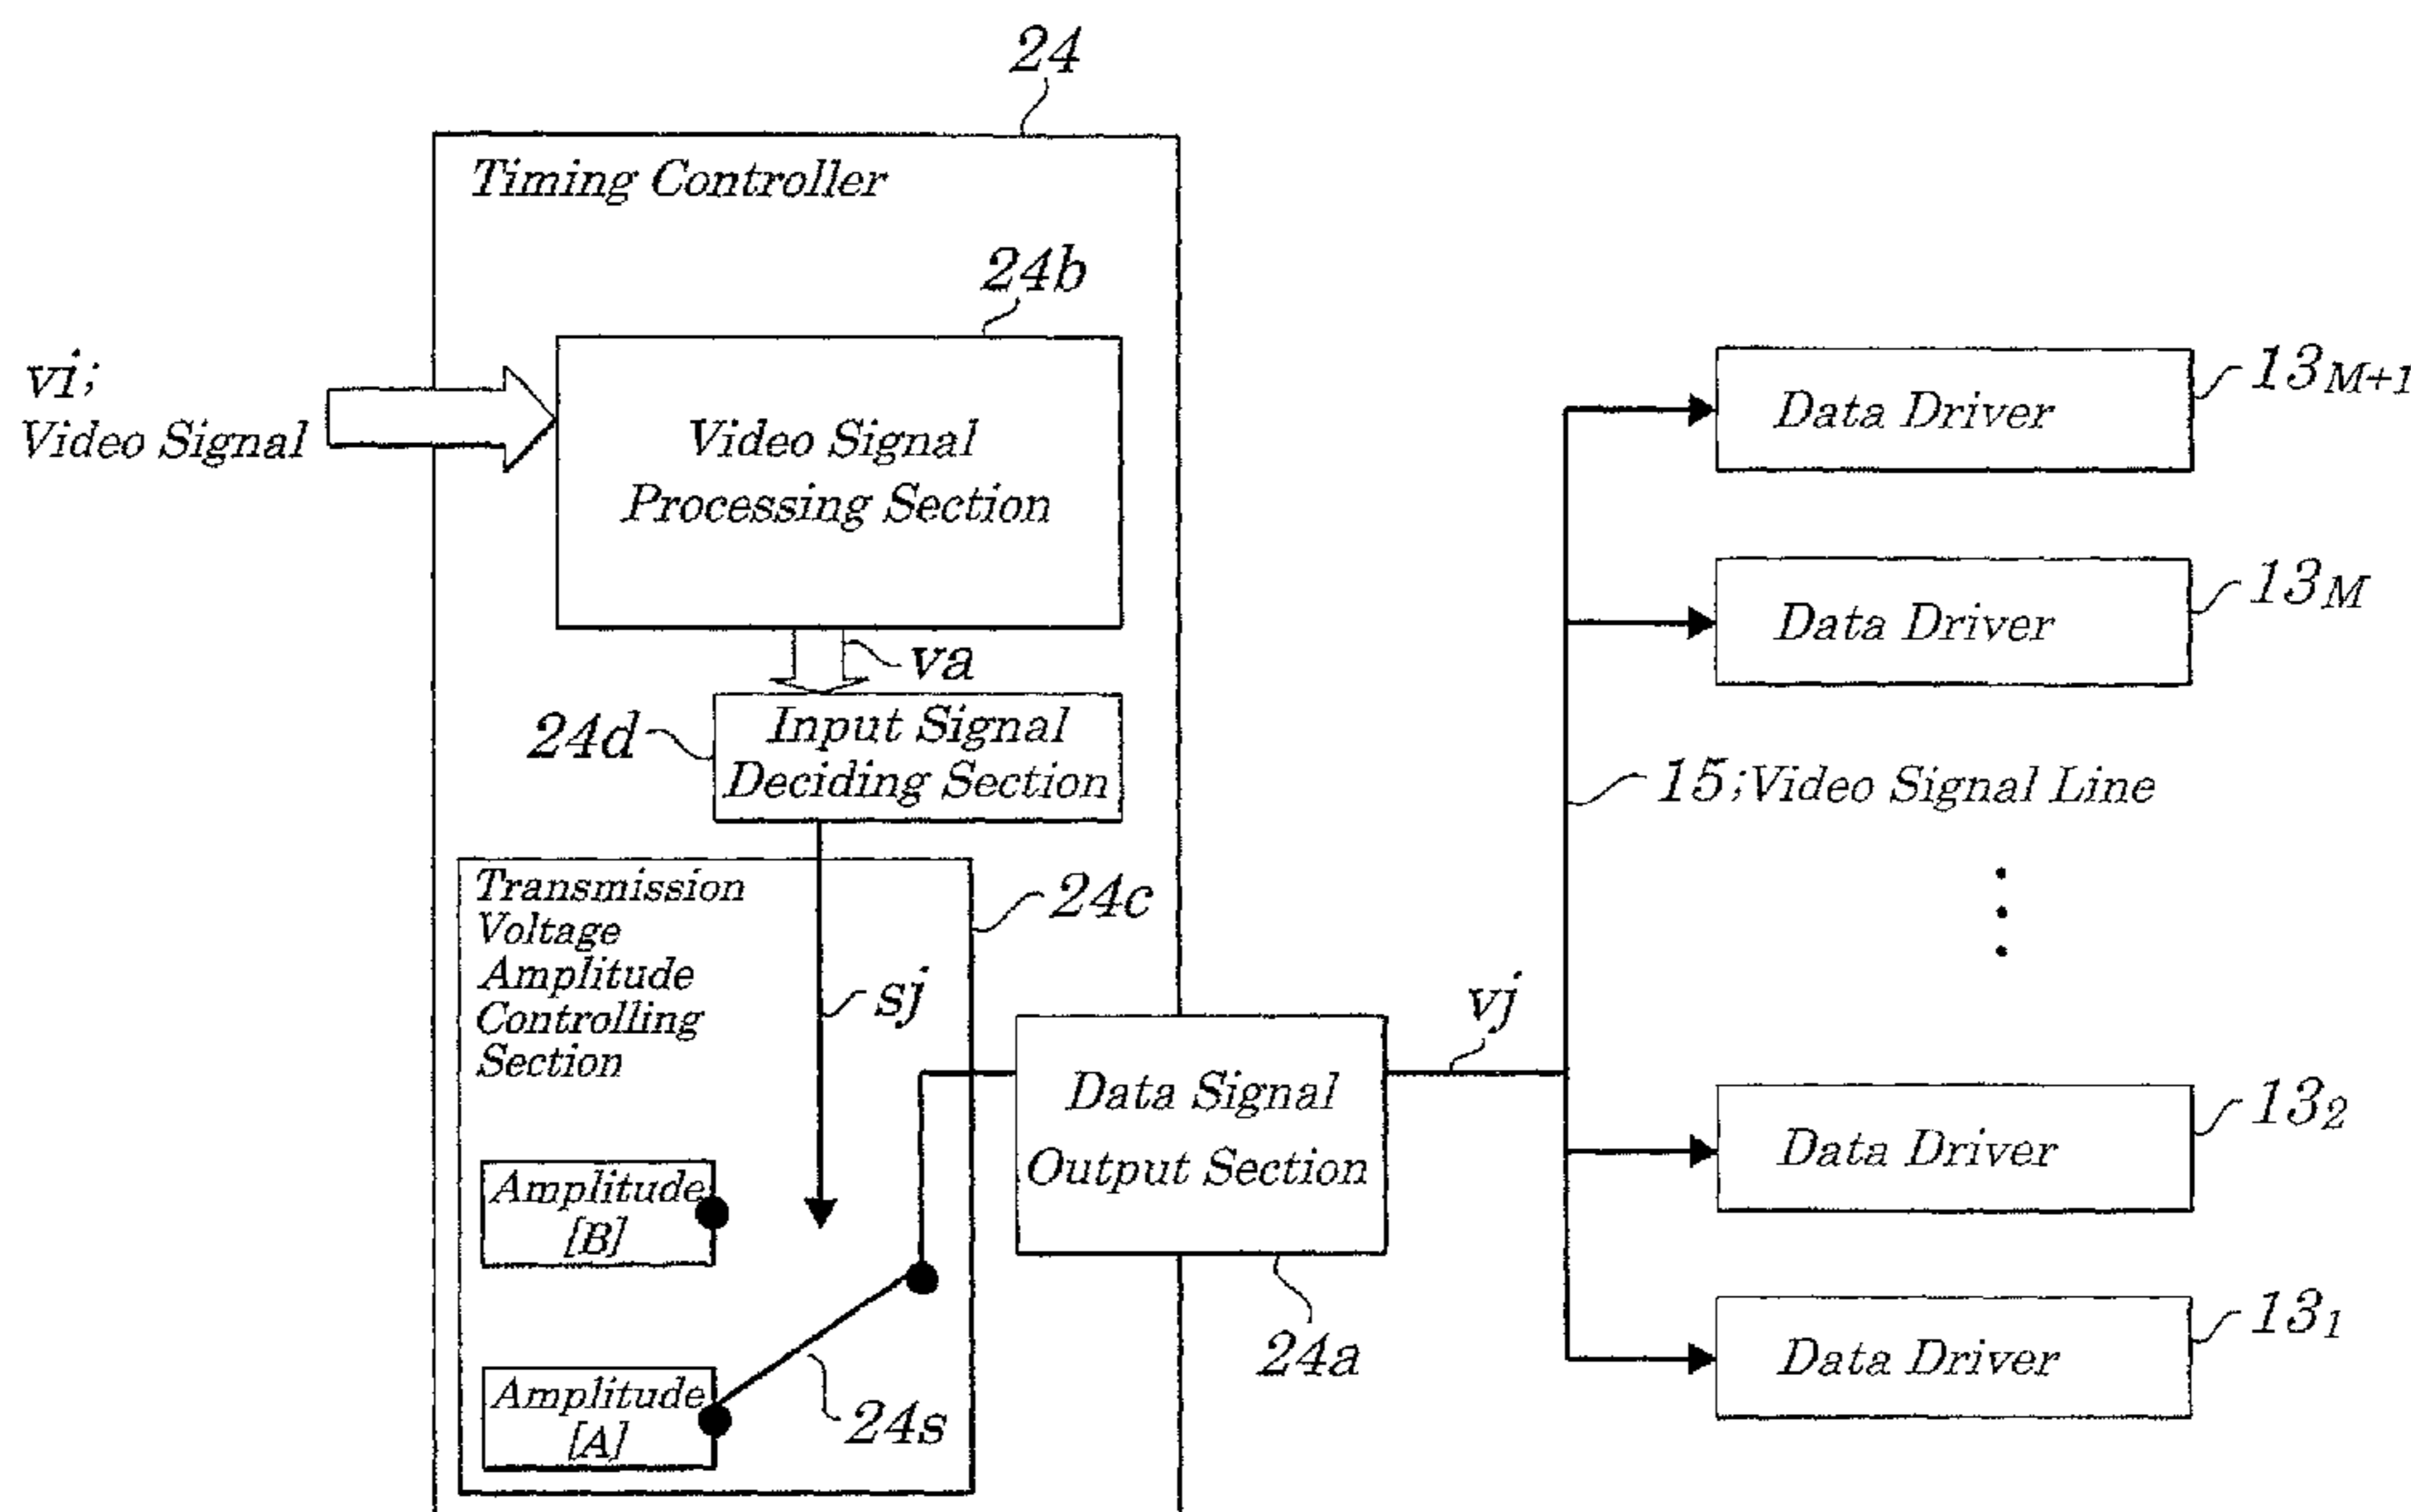 24
Timing Controller
24b
vi;
Video Signal
Video Signal
Processing Section
va
24d
Input Signal
Deciding Section
Transmission
Voltage
Amplitude
Controlling
Section
24c
sj
Amplitude
[B]
Amplitude
[A]
24s
Data Signal
Output Section
24a
vj
15;Video Signal Line
Data Driver
13M+1
Data Driver
13M
Data Driver
132
Data Driver
131